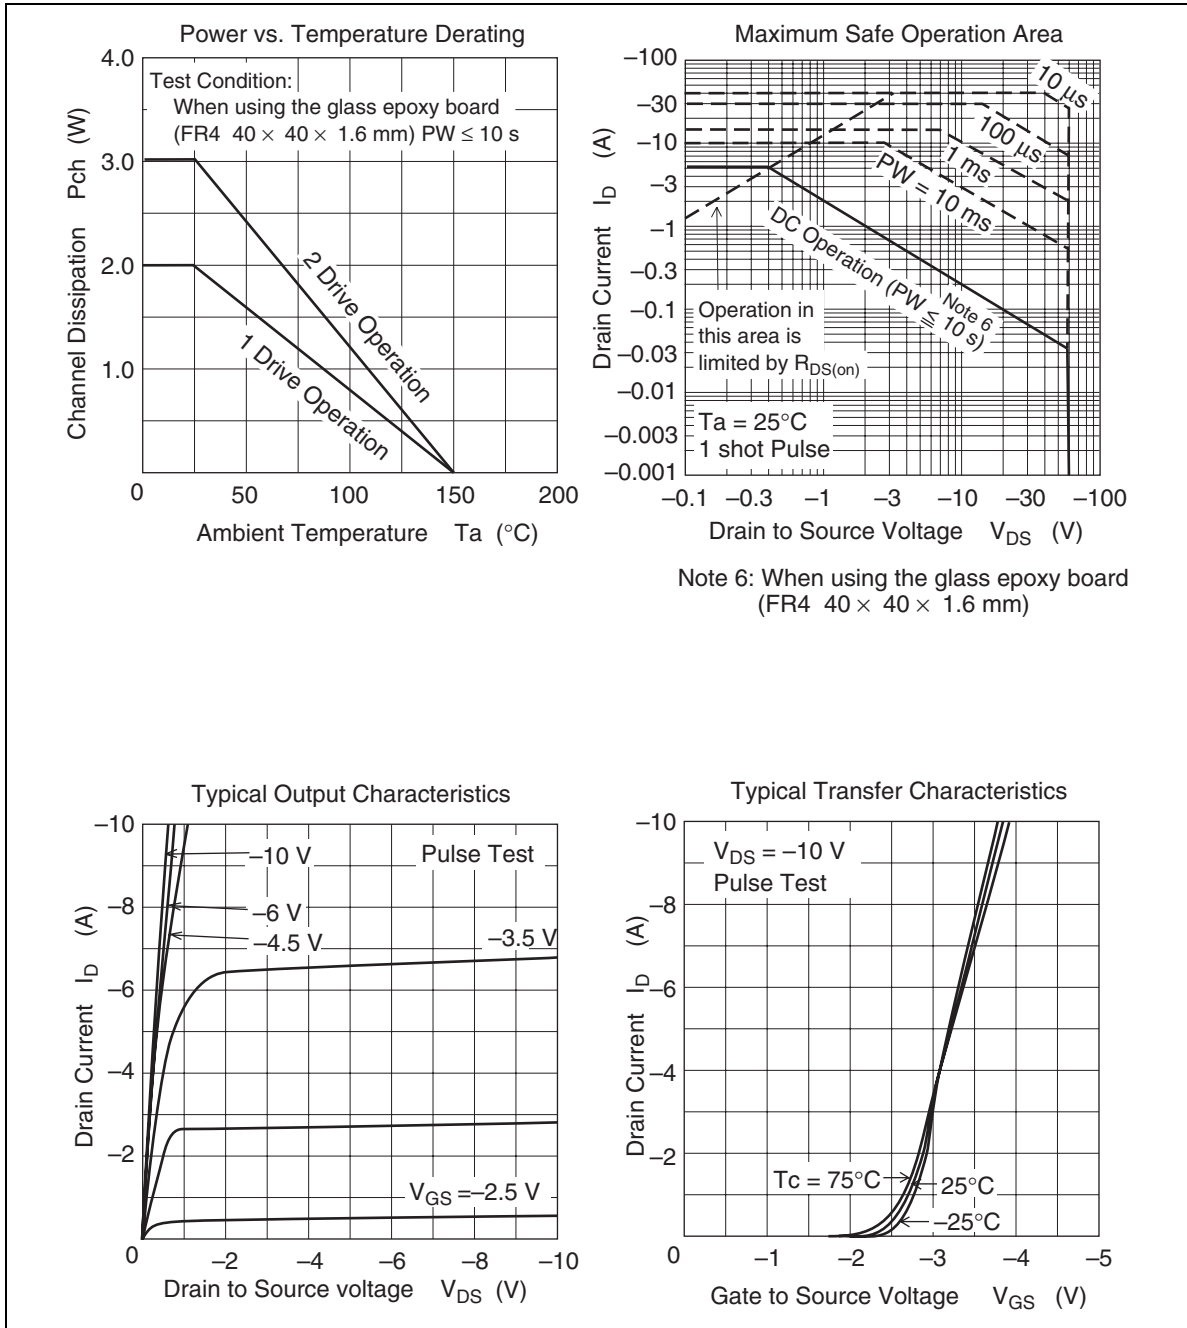 Power vs. Temperature Derating
4.0
3.0
2.0
1.0
Channel Dissipation Pch (W)
Test Condition:
When using the glass epoxy board
(FR4 40 × 40 × 1.6 mm) PW ≤ 10 s
2 Drive Operation
1 Drive Operation
0 50 100 150 200
Ambient Temperature Ta (°C)
Maximum Safe Operation Area
–100
–30
–10
–3
–1
–0.3
–0.1
–0.03
–0.01
–0.003
–0.001
Drain Current ID (A)
10 µs
100 µs
1 ms
PW = 10 ms
DC Operation (PW ≤ 10 s)
Note 6
Operation in
this area is
limited by RDS(on)
Ta = 25°C
1 shot Pulse
–0.1 –0.3 –1 –3 –10 –30 –100
Drain to Source Voltage VDS (V)
Note 6: When using the glass epoxy board
(FR4 40 × 40 × 1.6 mm)
Typical Output Characteristics
–10
–8
–6
–4
–2
Drain Current ID (A)
–10 V
–6 V
–4.5 V
Pulse Test
–3.5 V
VGS =–2.5 V
0 –2 –4 –6 –8 –10
Drain to Source voltage VDS (V)
Typical Transfer Characteristics
–10
–8
–6
–4
–2
Drain Current ID (A)
VDS = –10 V
Pulse Test
Tc = 75°C
25°C
–25°C
0 –1 –2 –3 –4 –5
Gate to Source Voltage VGS (V)